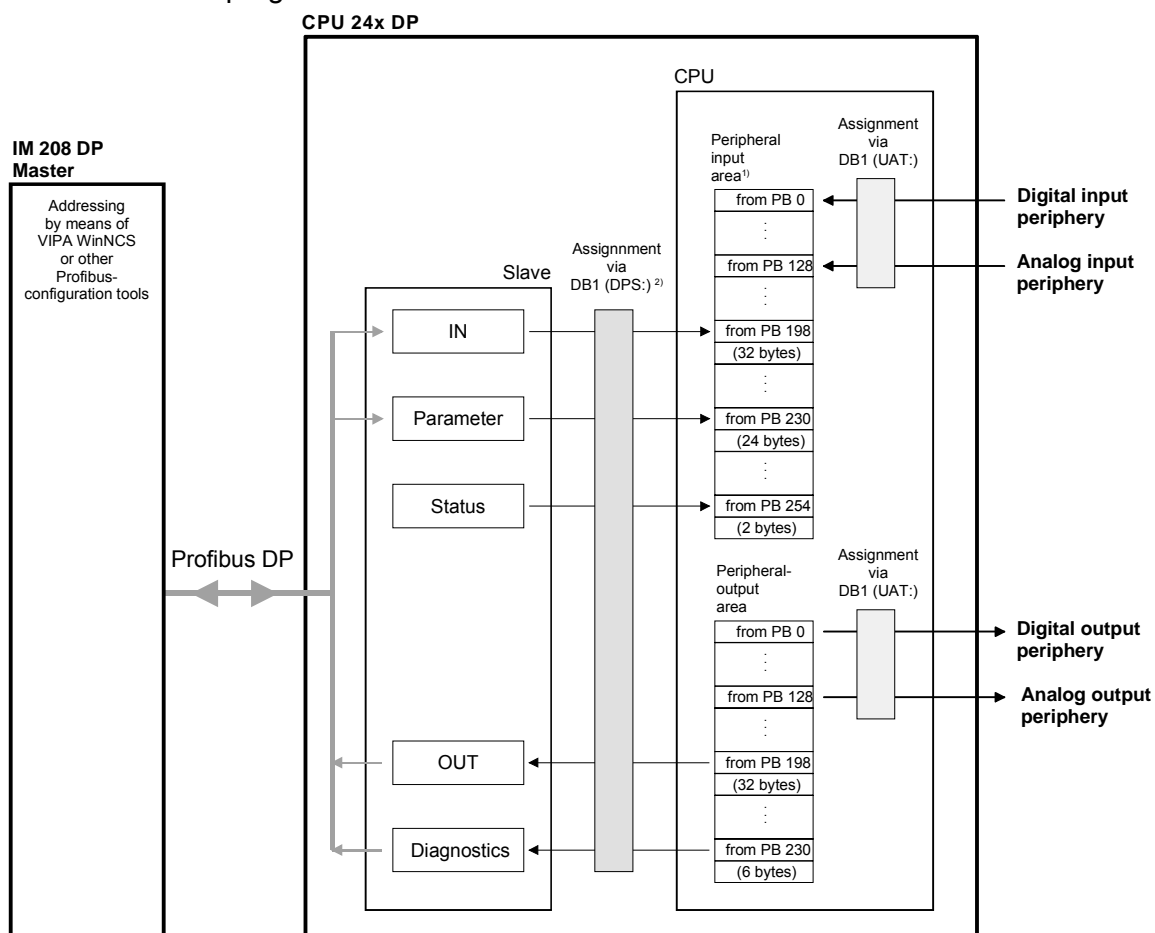 CPU 24x DP
CPU
IM 208 DP
Master
Addressing
by means of
VIPA WinNCS
or other
Profibus-
configuration tools
Profibus DP
Slave
IN
Parameter
Status
OUT
Diagnostics
Assignnment
via
DB1 (DPS:) 2)
Peripheral
input
area1)
from PB 0
from PB 128
from PB 198
(32 bytes)
from PB 230
(24 bytes)
from PB 254
(2 bytes)
Assignment
via
DB1 (UAT:)
Digital input
periphery
Analog input
periphery
Peripheral-
output
area
from PB 0
from PB 128
from PB 198
(32 bytes)
from PB 230
(6 bytes)
Assignment
via
DB1 (UAT:)
Digital output
periphery
Analog output
periphery